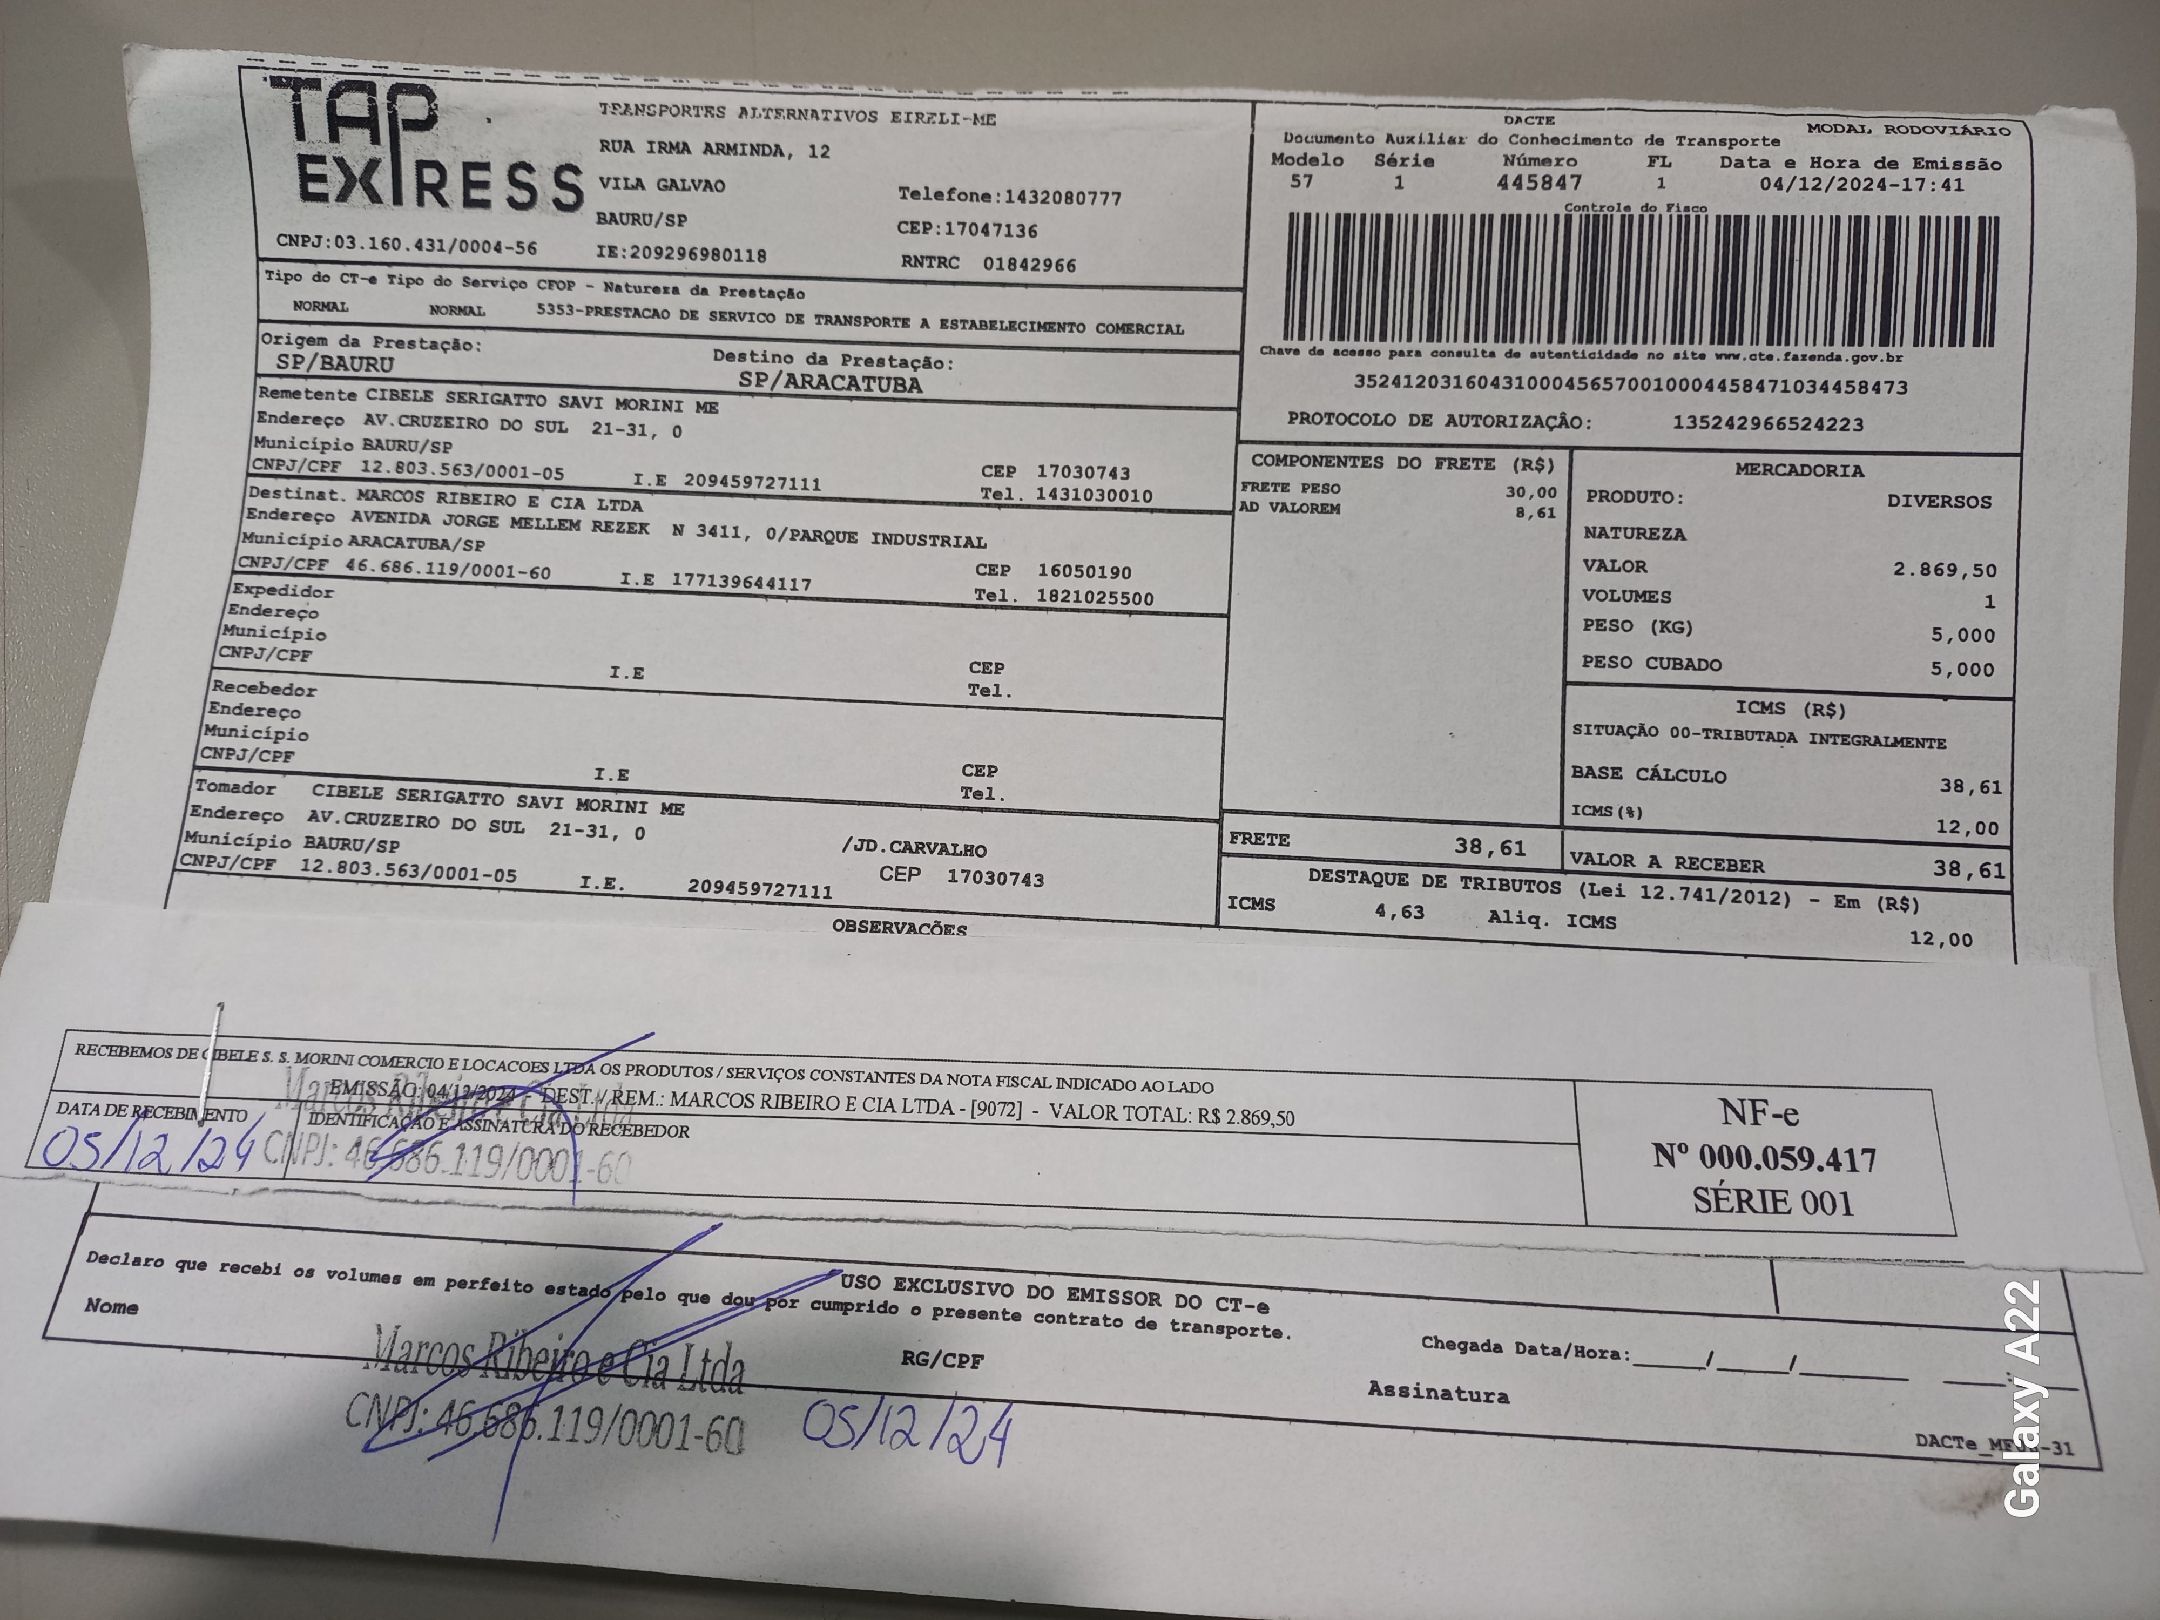 TAP
EXPRESS
TRANSPORTES ALTERNATIVOS EIRELI-ME
RUA IRMA ARMINDA, 12
VILA GALVAO
Telefone:1432080777
BAURU/SP
CEP:17047136
CNPJ:03.160.431/0004-56
IE:209296980118
RNTRC 01842966
DACTE
MODAL RODOVIÁRIO
Documento Auxiliar do Conhecimento de Transporte
Modelo Série Número FL Data e Hora de Emissão
57 1 445847 1 04/12/2024-17:41
Controle do Fisco
Chave de acesso para consulta de autenticidade no site www.cte.fazenda.gov.br
35241203160431000456570010004458471034458473
PROTOCOLO DE AUTORIZAÇÂO: 135242966524223
Tipo do CT-e Tipo do Serviço CFOP - Natureza da Prestação
NORMAL NORMAL 5353-PRESTACAO DE SERVICO DE TRANSPORTE A ESTABELECIMENTO COMERCIAL
Origem da Prestação: Destino da Prestação:
SP/BAURU SP/ARACATUBA
Remetente CIBELE SERIGATTO SAVI MORINI ME
Endereço AV.CRUZEIRO DO SUL 21-31, 0
Município BAURU/SP CEP 17030743
CNPJ/CPF 12.803.563/0001-05 I.E 209459727111 Tel. 1431030010
Destinat. MARCOS RIBEIRO E CIA LTDA
Endereço AVENIDA JORGE MELLEM REZEK N 3411, 0/PARQUE INDUSTRIAL
Município ARACATUBA/SP CEP 16050190
CNPJ/CPF 46.686.119/0001-60 I.E 177139644117 Tel. 1821025500
Expedidor
Endereço
Município CEP
CNPJ/CPF I.E Tel.
Recebedor
Endereço
Município CEP
CNPJ/CPF I.E Tel.
Tomador CIBELE SERIGATTO SAVI MORINI ME
Endereço AV.CRUZEIRO DO SUL 21-31, 0 /JD.CARVALHO
Município BAURU/SP CEP 17030743
CNPJ/CPF 12.803.563/0001-05 I.E. 209459727111
COMPONENTES DO FRETE (R$)
FRETE PESO 30,00
AD VALOREM 8,61
MERCADORIA
PRODUTO: DIVERSOS
NATUREZA
VALOR 2.869,50
VOLUMES 1
PESO (KG) 5,000
PESO CUBADO 5,000
ICMS (R$)
SITUAÇÃO 00-TRIBUTADA INTEGRALMENTE
BASE CÁLCULO 38,61
ICMS(%) 12,00
FRETE 38,61 VALOR A RECEBER 38,61
DESTAQUE DE TRIBUTOS (Lei 12.741/2012) - Em (R$)
ICMS 4,63 Aliq. ICMS 12,00
OBSERVACÕES
RECEBEMOS DE CIBELE S. S. MORINI COMERCIO E LOCACOES LTDA OS PRODUTOS / SERVIÇOS CONSTANTES DA NOTA FISCAL INDICADO AO LADO
EMISSÃO: 04/12/2024 - DEST. / REM.: MARCOS RIBEIRO E CIA LTDA - [9072] - VALOR TOTAL: R$ 2.869,50
DATA DE RECEBIMENTO IDENTIFICAÇÃO E ASSINATURA DO RECEBEDOR
05/12/24
Marcos Ribeiro e Cia Ltda
CNPJ: 46.686.119/0001-60
NF-e
Nº 000.059.417
SÉRIE 001
USO EXCLUSIVO DO EMISSOR DO CT-e
Declaro que recebi os volumes em perfeito estado pelo que dou por cumprido o presente contrato de transporte.
Nome RG/CPF Chegada Data/Hora:_____/_____/________ ____:____
Assinatura
Marcos Ribeiro e Cia Ltda
CNPJ: 46.686.119/0001-60
05/12/24
Galaxy A22